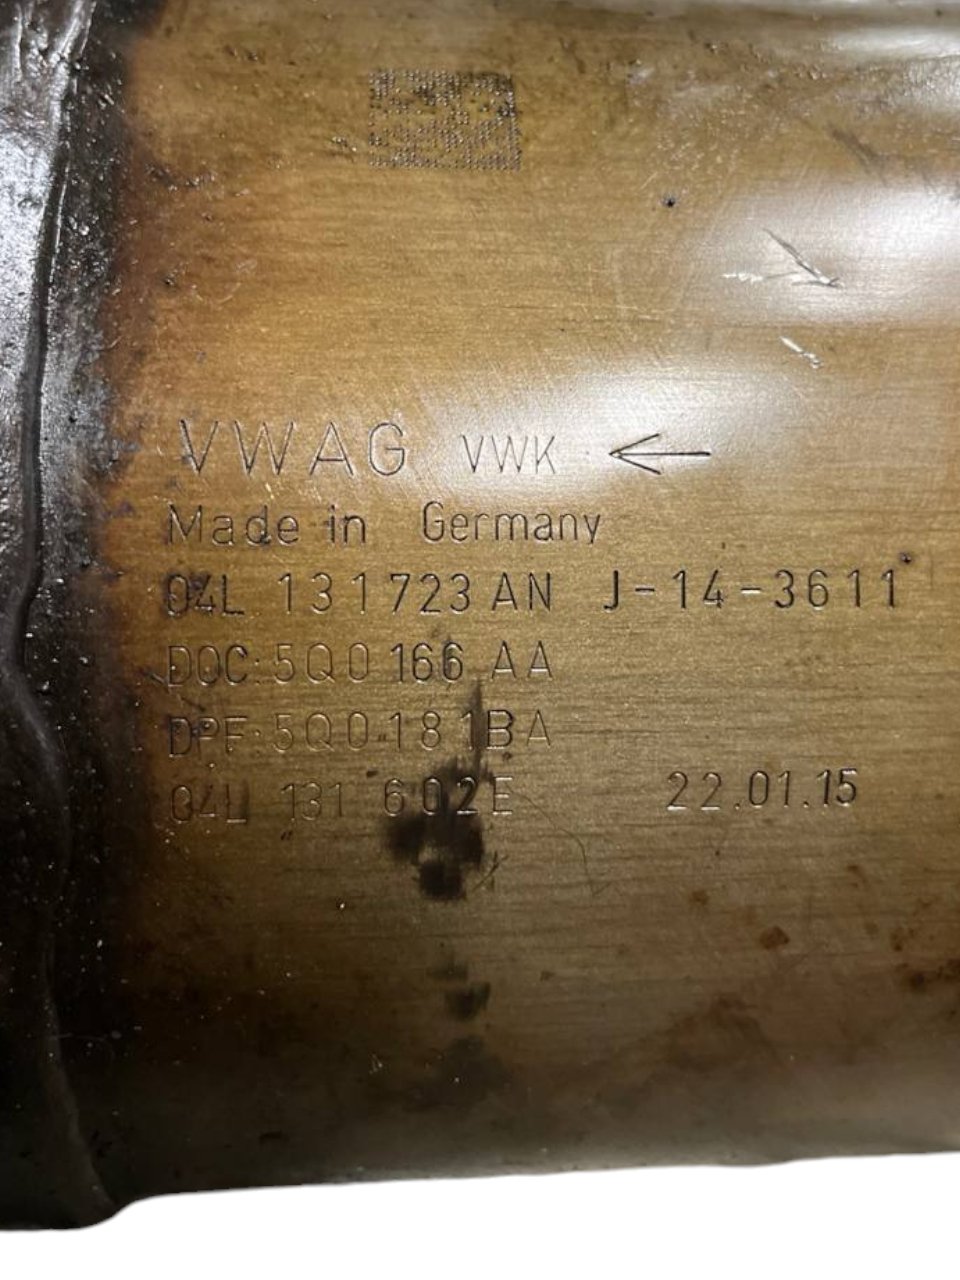 VWAG VWK ←
Made in Germany
04L 131723 AN J-14-3611
DOC:5Q0 166 AA
DPF:5Q0 181 BA
04L 131 602E 22.01.15